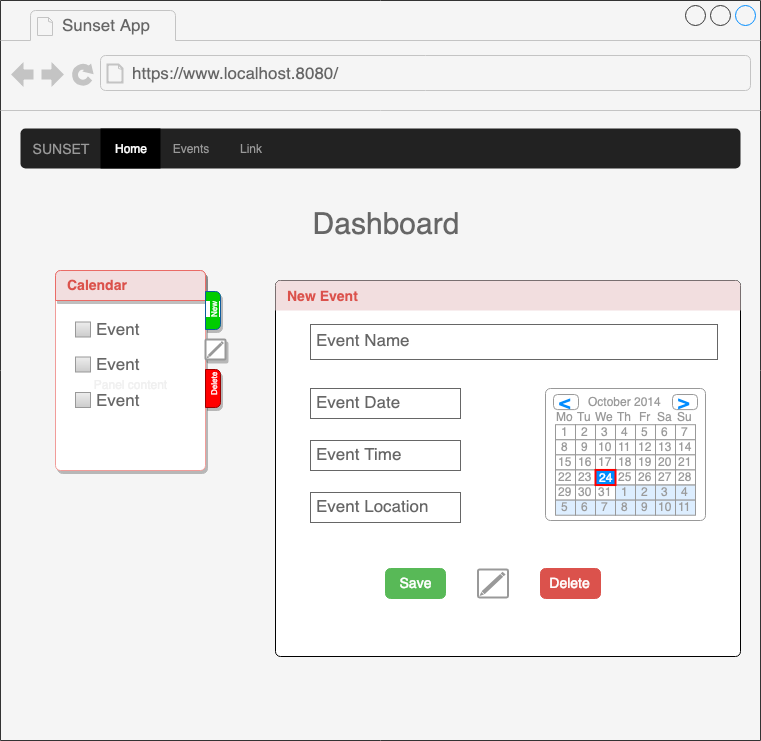 Sunset App
https://www.localhost.8080/
SUNSET Home Events Link
Dashboard
Calendar
Event
Event
Panel content
Event
New
Delete
New Event
Event Name
Event Date
Event Time
Event Location
< October 2014 >
Mo Tu We Th Fr Sa Su
1 2 3 4 5 6 7
8 9 10 11 12 13 14
15 16 17 18 19 20 21
22 23 24 25 26 27 28
29 30 31 1 2 3 4
5 6 7 8 9 10 11
Save Delete